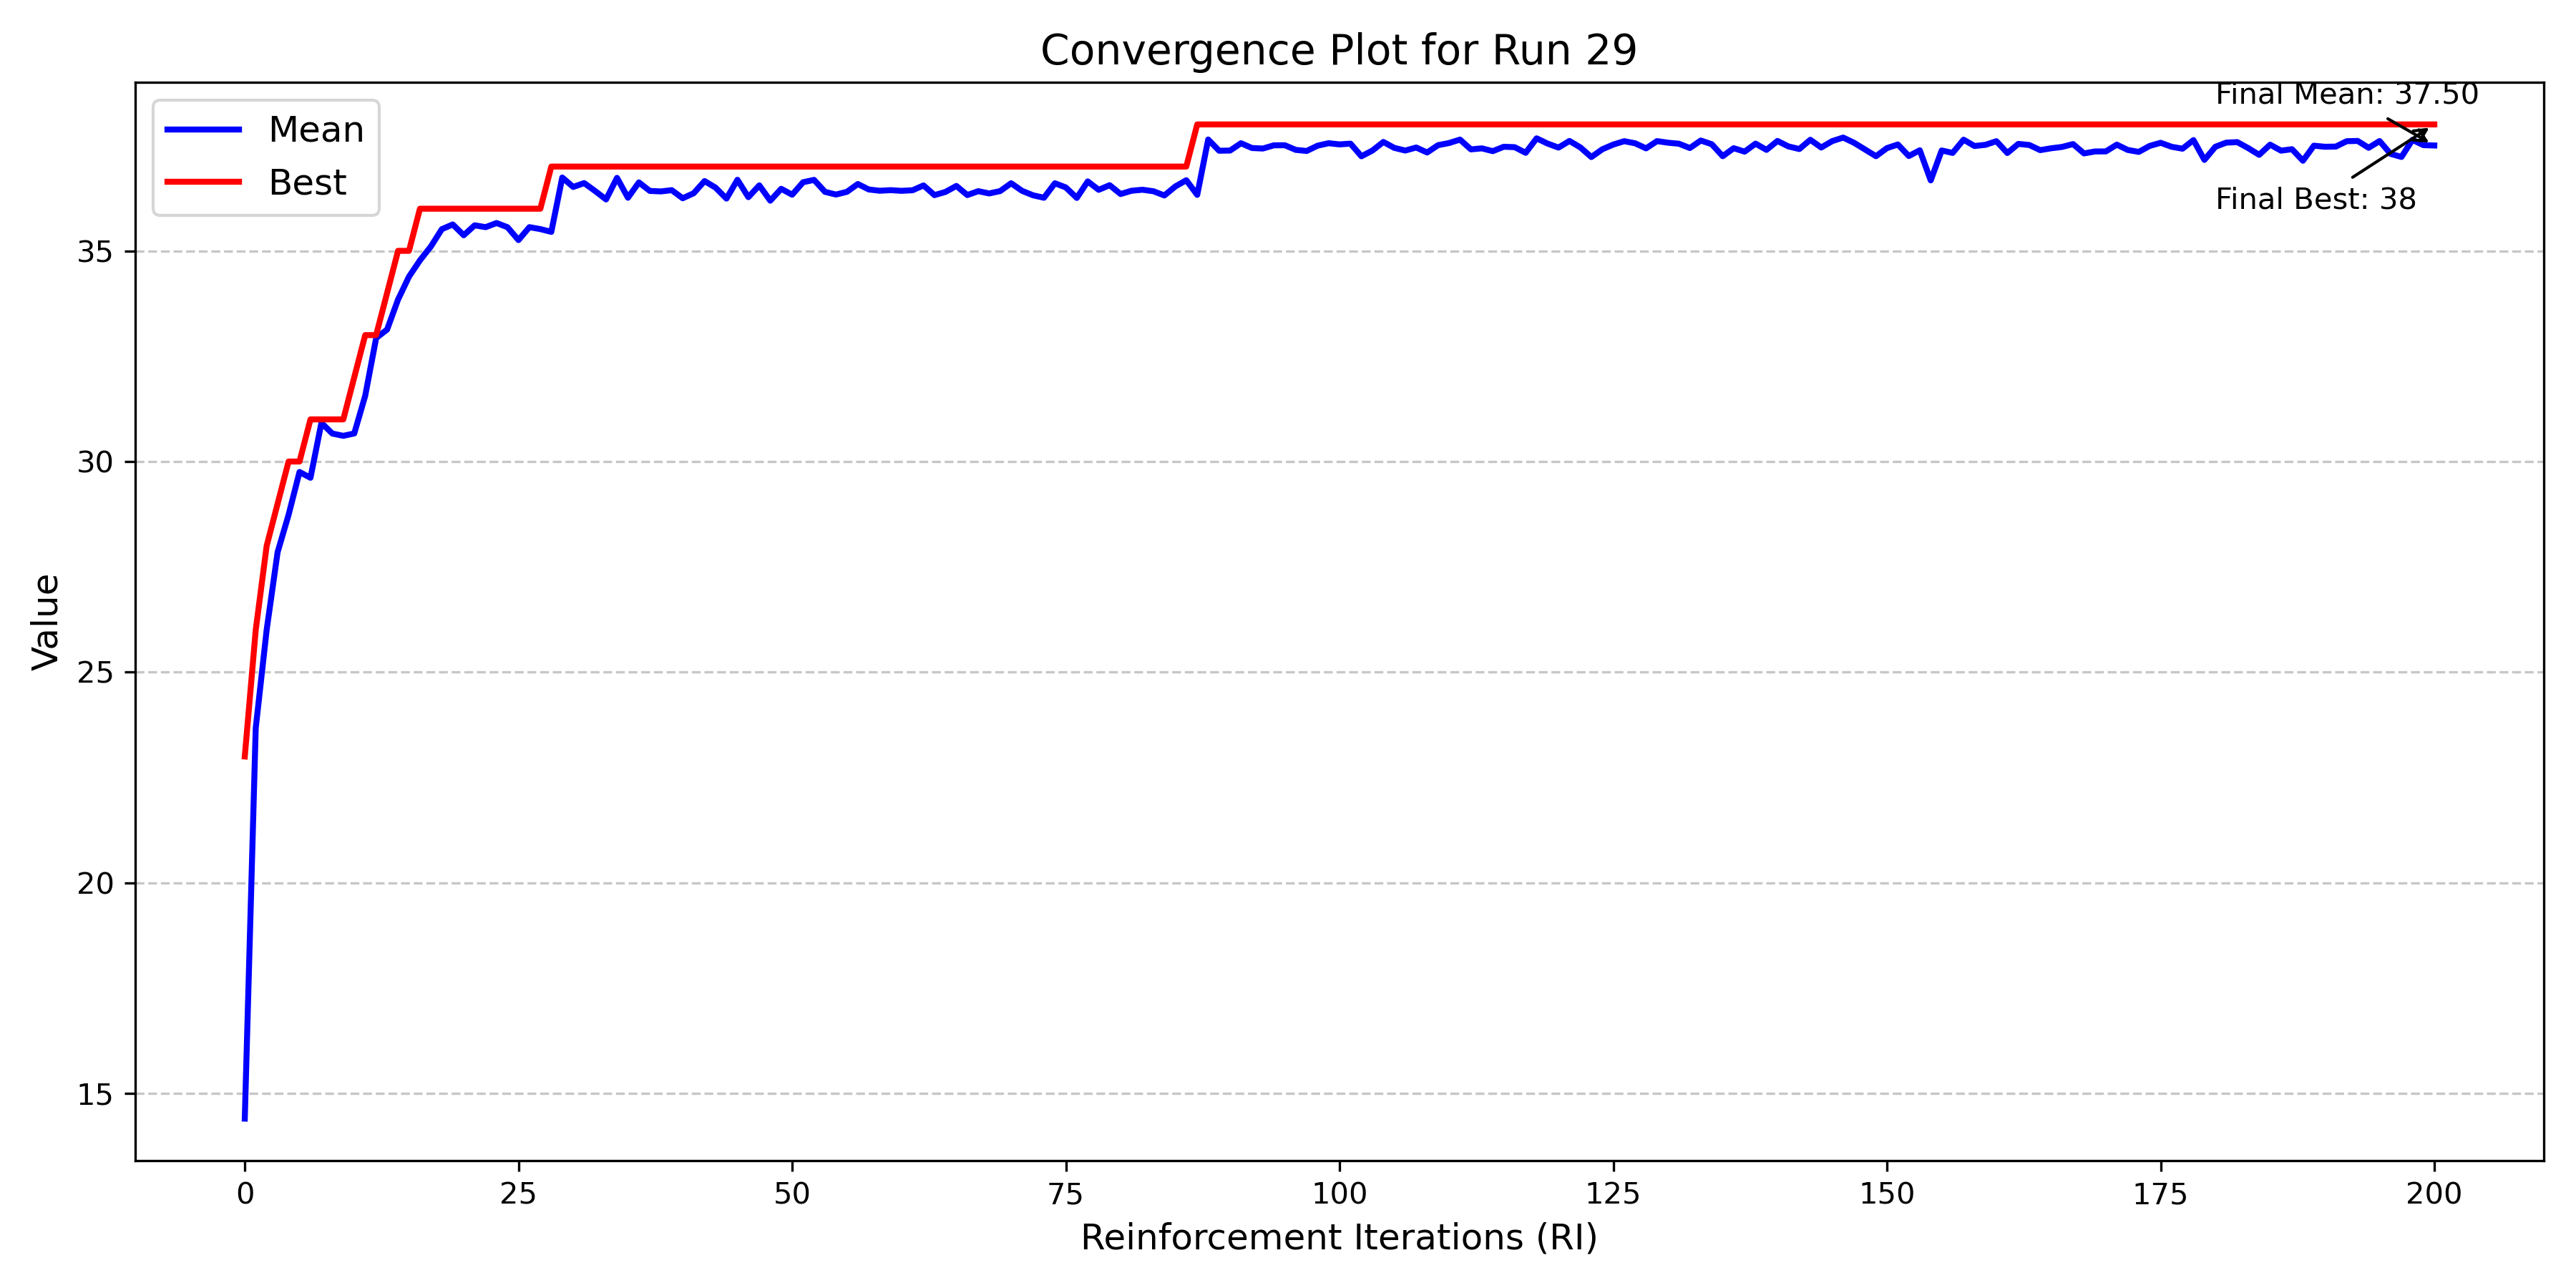 Convergence Plot for Run 29
Mean
Best
Final Mean: 37.50
Final Best: 38
Value
35
30
25
20
15
0 25 50 75 100 125 150 175 200
Reinforcement Iterations (RI)